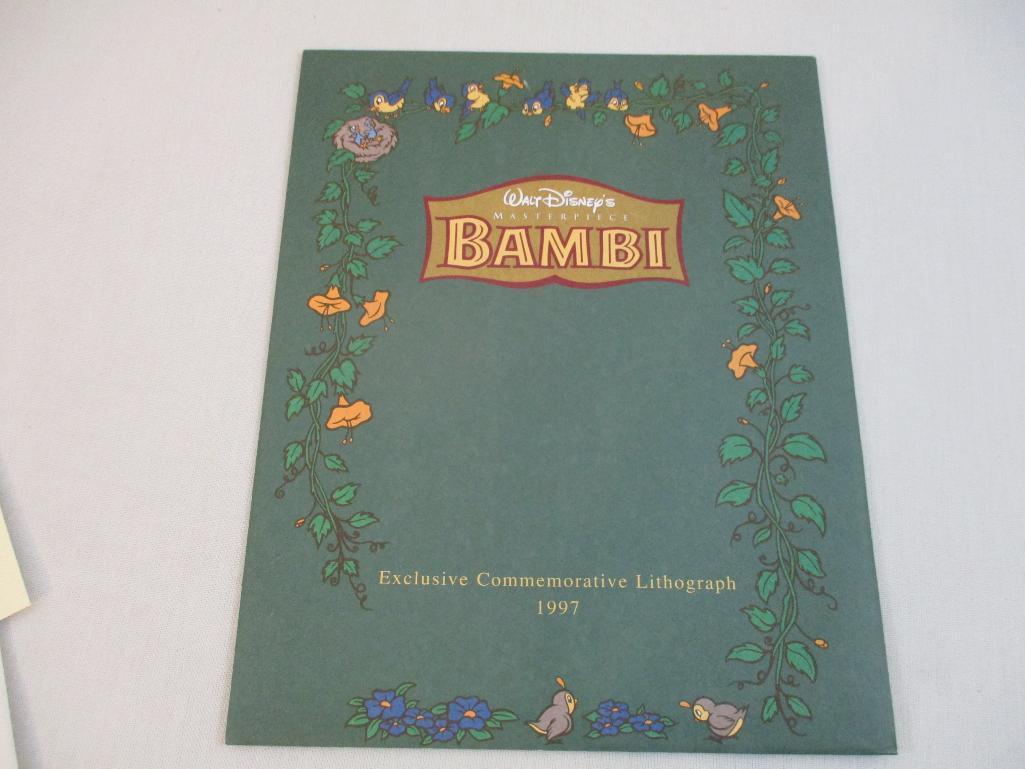 WALT DISNEY'S
MASTERPIECE
BAMBI
Exclusive Commemorative Lithograph
1997